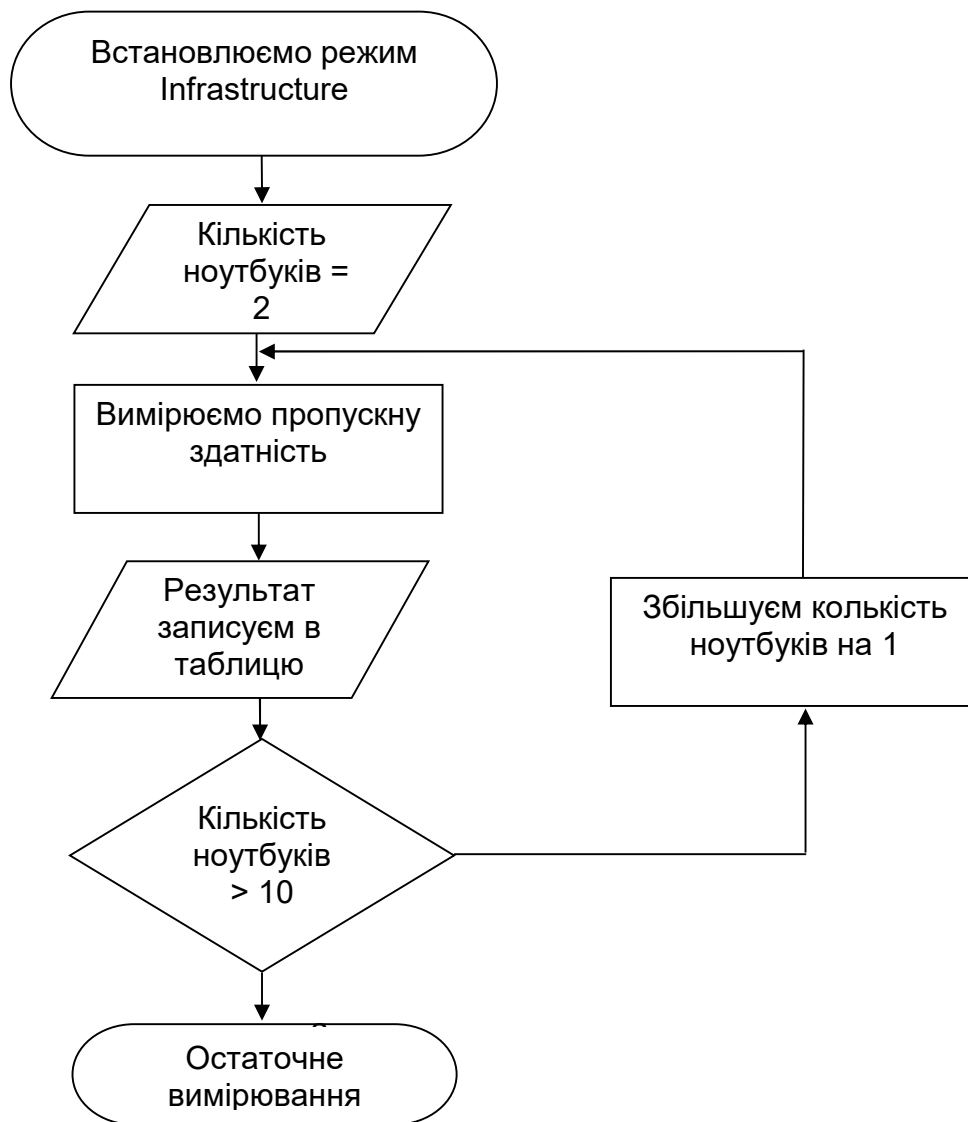 Встановлюємо режим
Infrastructure
Кількість
ноутбуків =
2
Вимірюємо пропускну
здатність
Результат
записуєм в
таблицю
Збільшуєм колькість
ноутбуків на 1
Кількість
ноутбуків
> 10
Остаточне
вимірювання